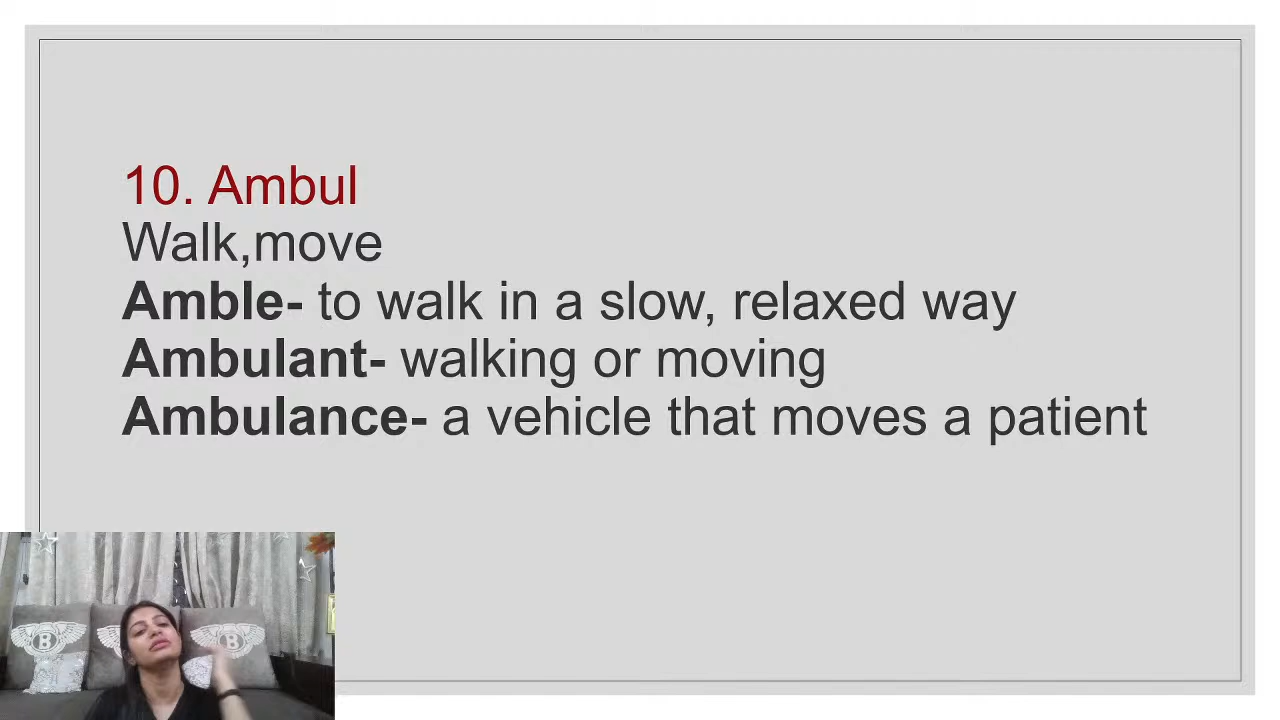 10. Ambul
Walk,move
Amble- to walk in a slow, relaxed way
Ambulant- walking or moving
Ambulance- a vehicle that moves a patient
B
B